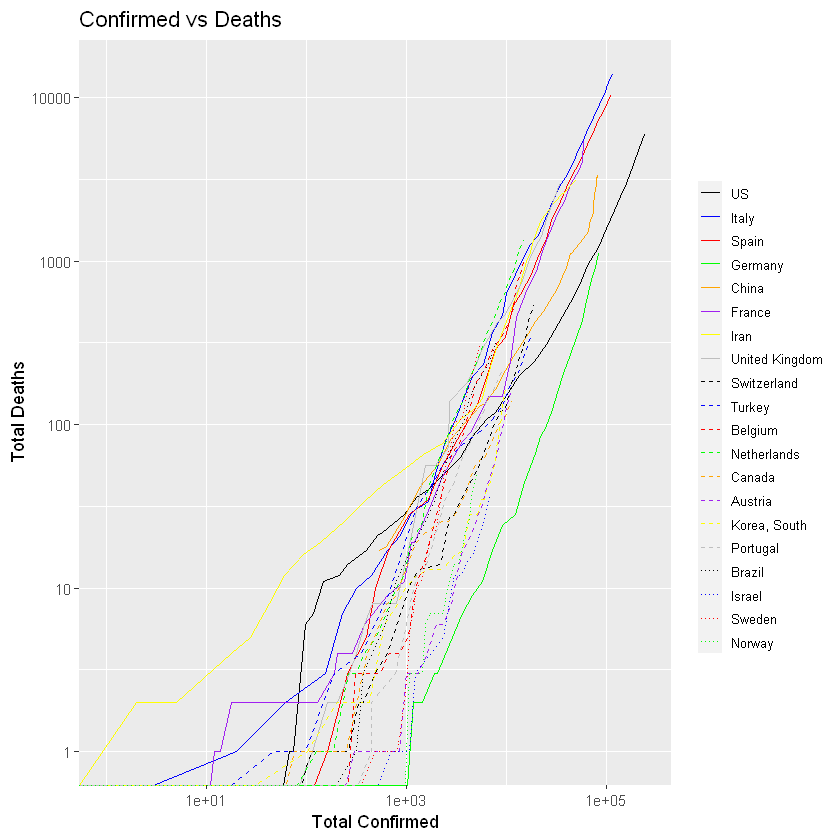 Confirmed vs Deaths
Total Deaths
10000
1000
100
10
1
1e+01
1e+03
1e+05
Total Confirmed
US
Italy
Spain
Germany
China
France
Iran
United Kingdom
Switzerland
Turkey
Belgium
Netherlands
Canada
Austria
Korea, South
Portugal
Brazil
Israel
Sweden
Norway